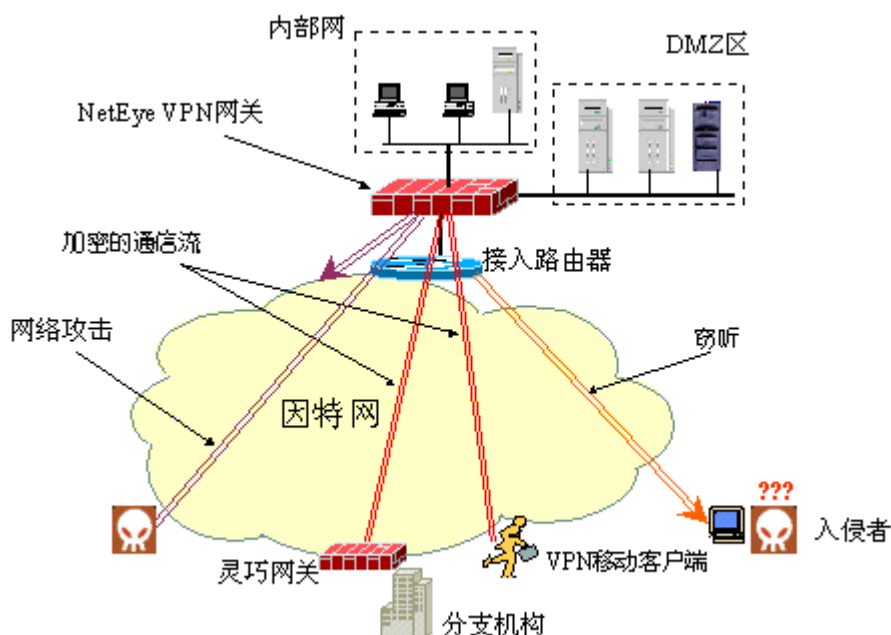 内部网
DMZ区
NetEye VPN网关
加密的通信流
接入路由器
网络攻击
窃听
因特网
???
入侵者
灵巧网关
VPN移动客户端
分支机构